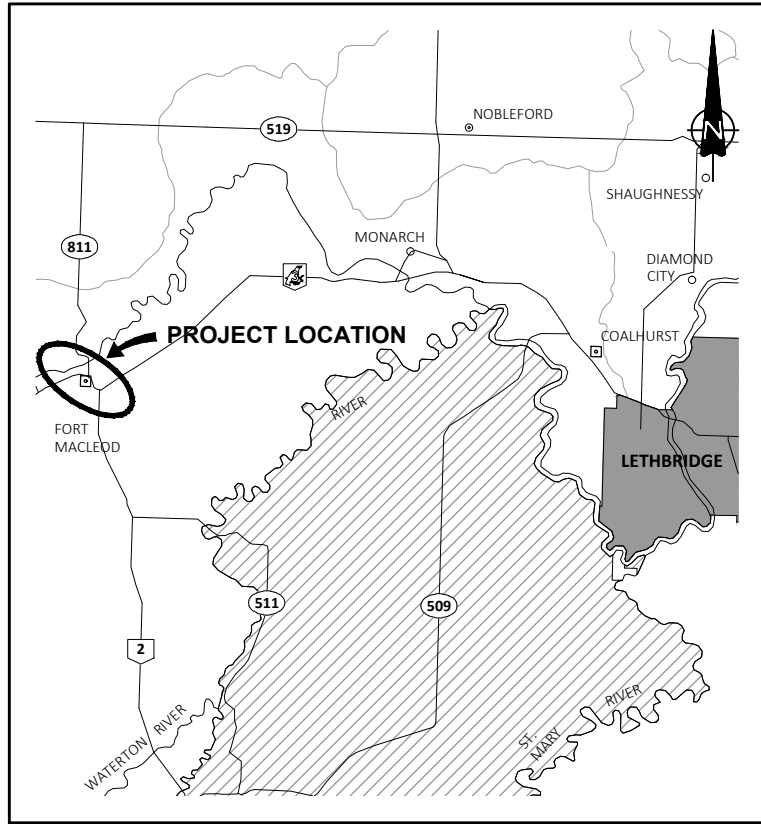 NOBLEFORD
519
N
SHAUGHNESSY
811
MONARCH
DIAMOND
CITY
3
PROJECT LOCATION
COALHURST
RIVER
FORT
MACLEOD
LETHBRIDGE
511
509
2
WATERTON RIVER
ST.
MARY
RIVER